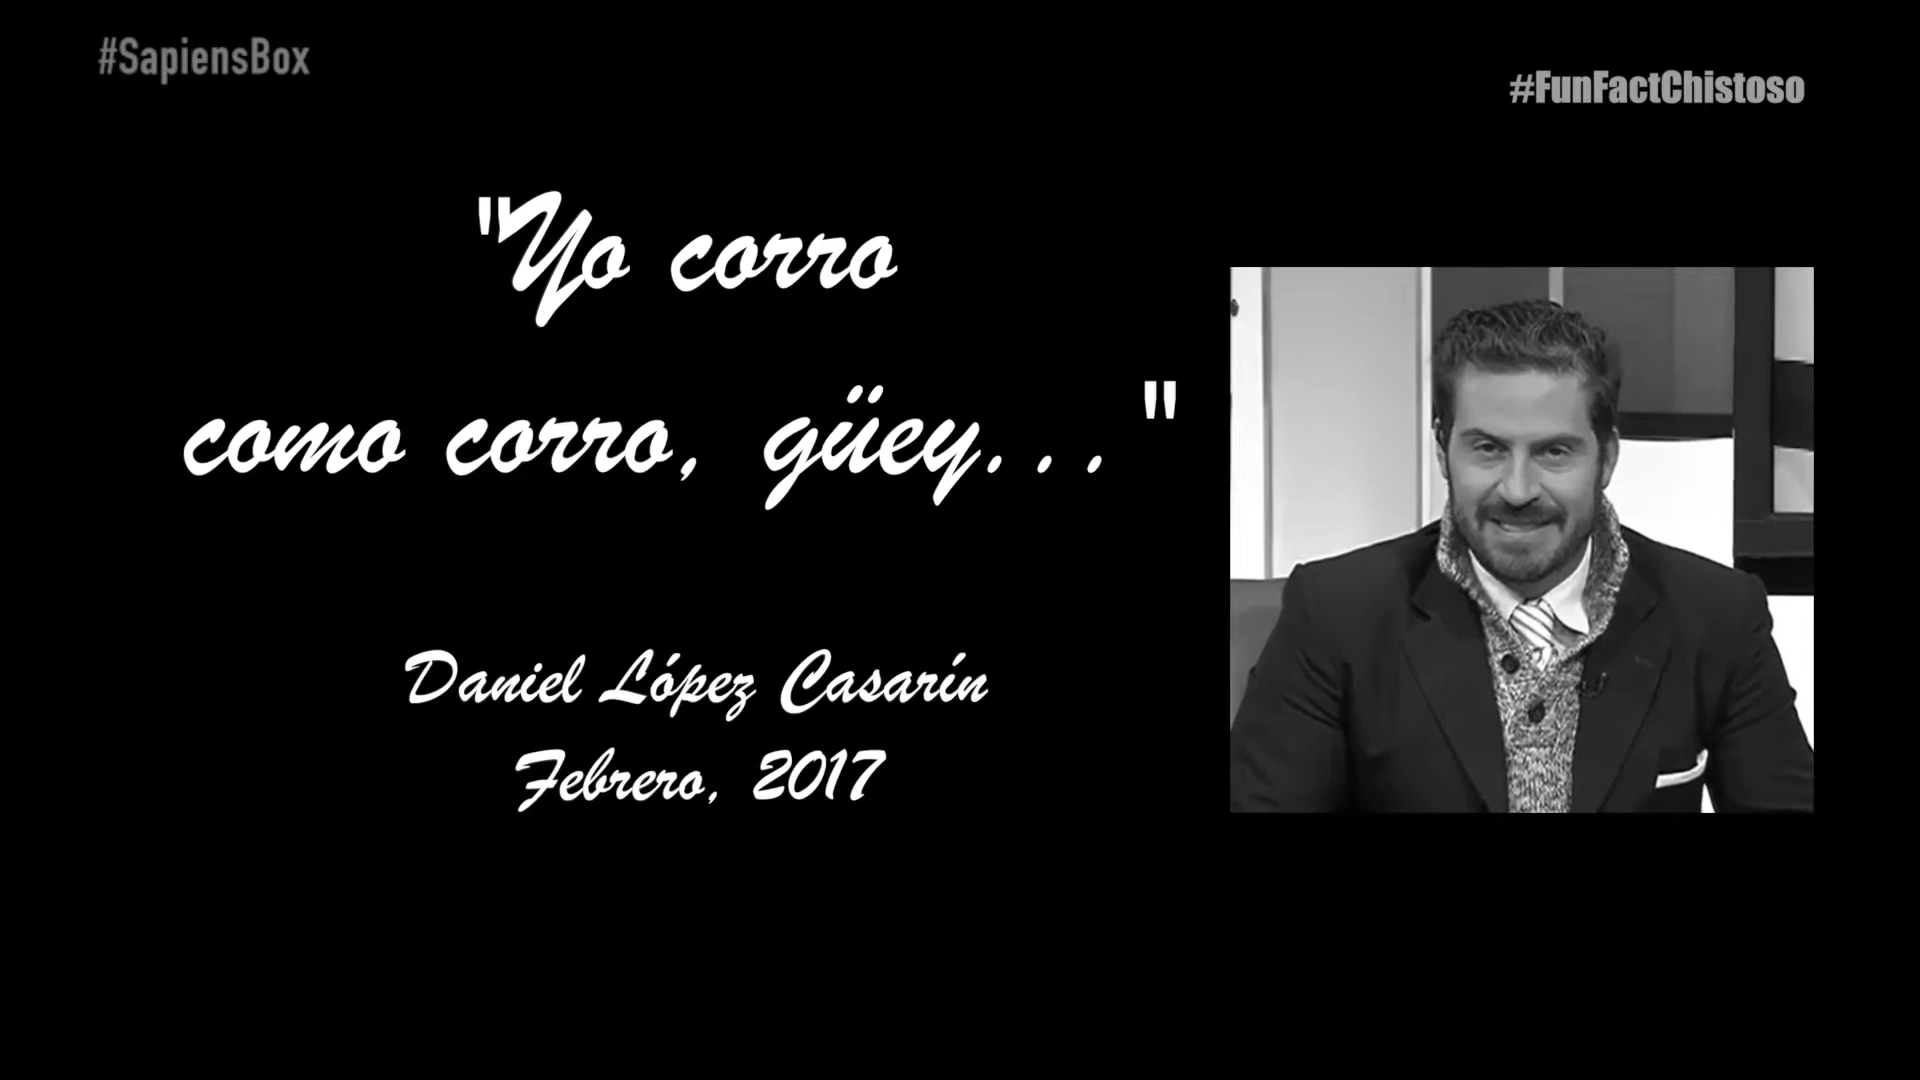 #SapiensBox
#FunFactChistoso
"Yo corro
como corro, güey..."
Daniel López Casarín
Febrero, 2017